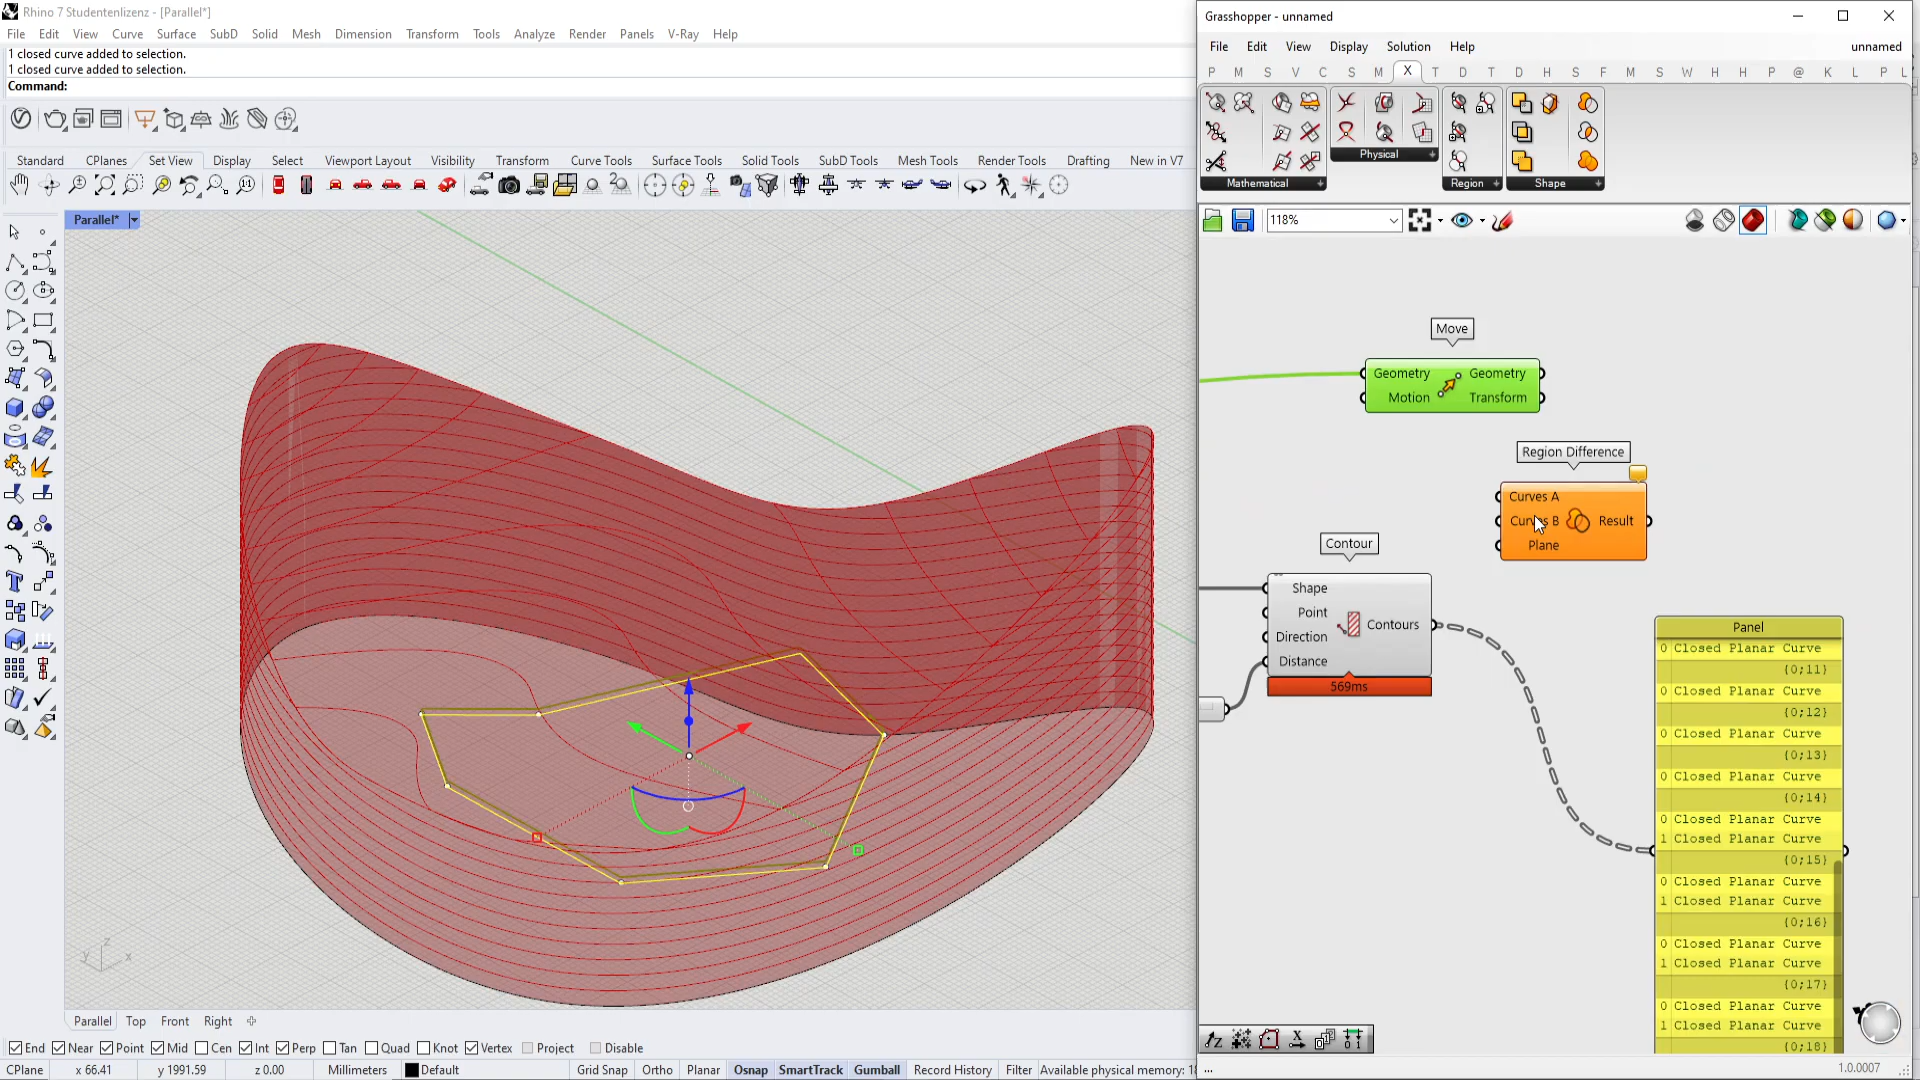 Rhino 7 Studentenlizenz - [Parallel*]
File Edit View Curve Surface SubD Solid Mesh Dimension Transform Tools Analyze Render Panels V-Ray Help
1 closed curve added to selection.
1 closed curve added to selection.
Command:
Standard CPlanes Set View Display Select Viewport Layout Visibility Transform Curve Tools Surface Tools Solid Tools SubD Tools Mesh Tools Render Tools Drafting New in V7
Parallel*
z
y x
Parallel Top Front Right
End Near Point Mid Cen Int Perp Tan Quad Knot Vertex Project Disable
CPlane x 66.41 y 1991.59 z 0.00 Millimeters Default Grid Snap Ortho Planar Osnap SmartTrack Gumball Record History Filter Available physical memory: 18
Grasshopper - unnamed
File Edit View Display Solution Help unnamed
P M S V C S M X T D T D H S F M S W H H P @ K L P L
Mathematical Physical Region Shape
118%
Move
Geometry Geometry
Motion Transform
Region Difference
Curves A
Curves B Result
Plane
Contour
Shape
Point
Contours
Direction
Distance
569ms
Panel
0 Closed Planar Curve
{0;11}
0 Closed Planar Curve
{0;12}
0 Closed Planar Curve
{0;13}
0 Closed Planar Curve
{0;14}
0 Closed Planar Curve
1 Closed Planar Curve
{0;15}
0 Closed Planar Curve
1 Closed Planar Curve
{0;16}
0 Closed Planar Curve
1 Closed Planar Curve
{0;17}
0 Closed Planar Curve
1 Closed Planar Curve
{0;18}
...
1.0.0007